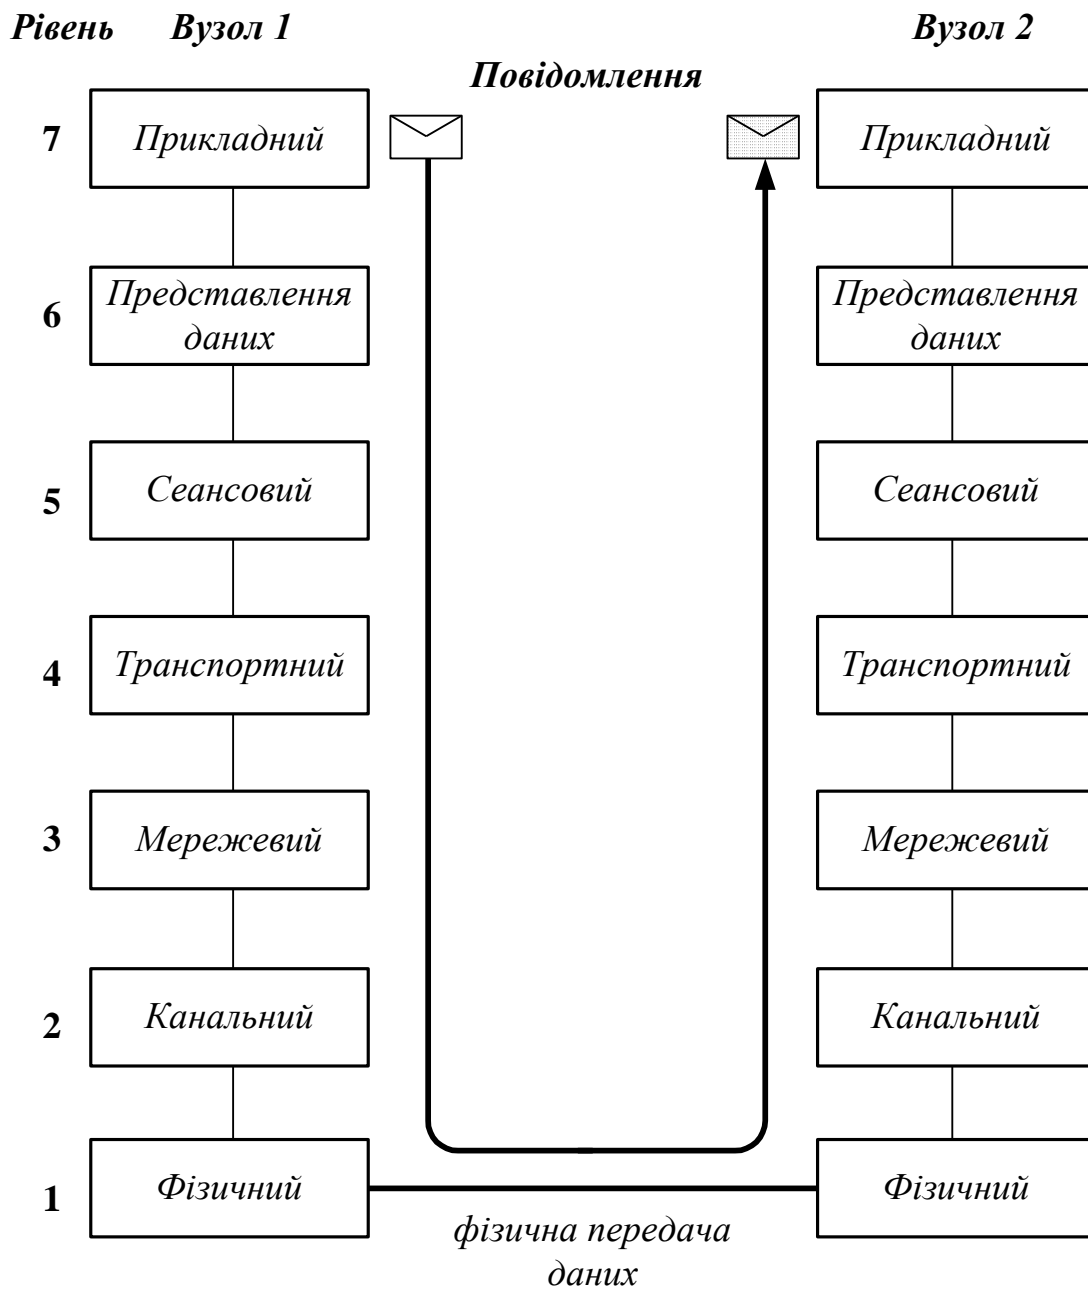 Рівень Вузол 1 Вузол 2
Повідомлення
7 Прикладний Прикладний
6 Представлення даних Представлення даних
5 Сеансовий Сеансовий
4 Транспортний Транспортний
3 Мережевий Мережевий
2 Канальний Канальний
1 Фізичний Фізичний
фізична передача
даних